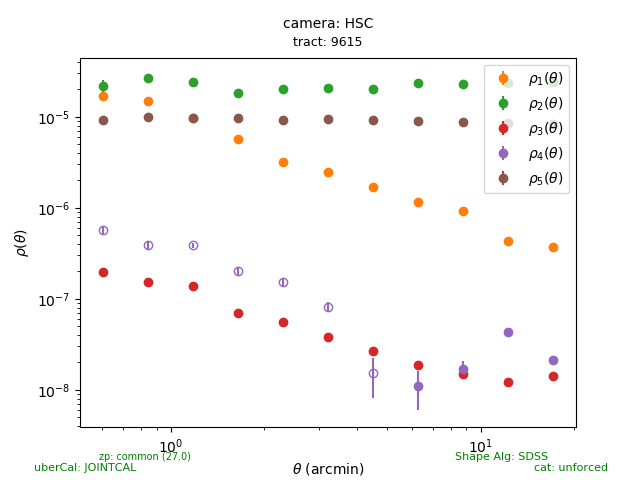 camera: HSC
tract: 9615
ρ1(θ)
ρ2(θ)
ρ3(θ)
ρ4(θ)
ρ5(θ)
10⁻⁵
10⁻⁶
10⁻⁷
10⁻⁸
ρ(θ)
10⁰
10¹
θ (arcmin)
zp: common (27.0)
uberCal: JOINTCAL
Shape Alg: SDSS
cat: unforced